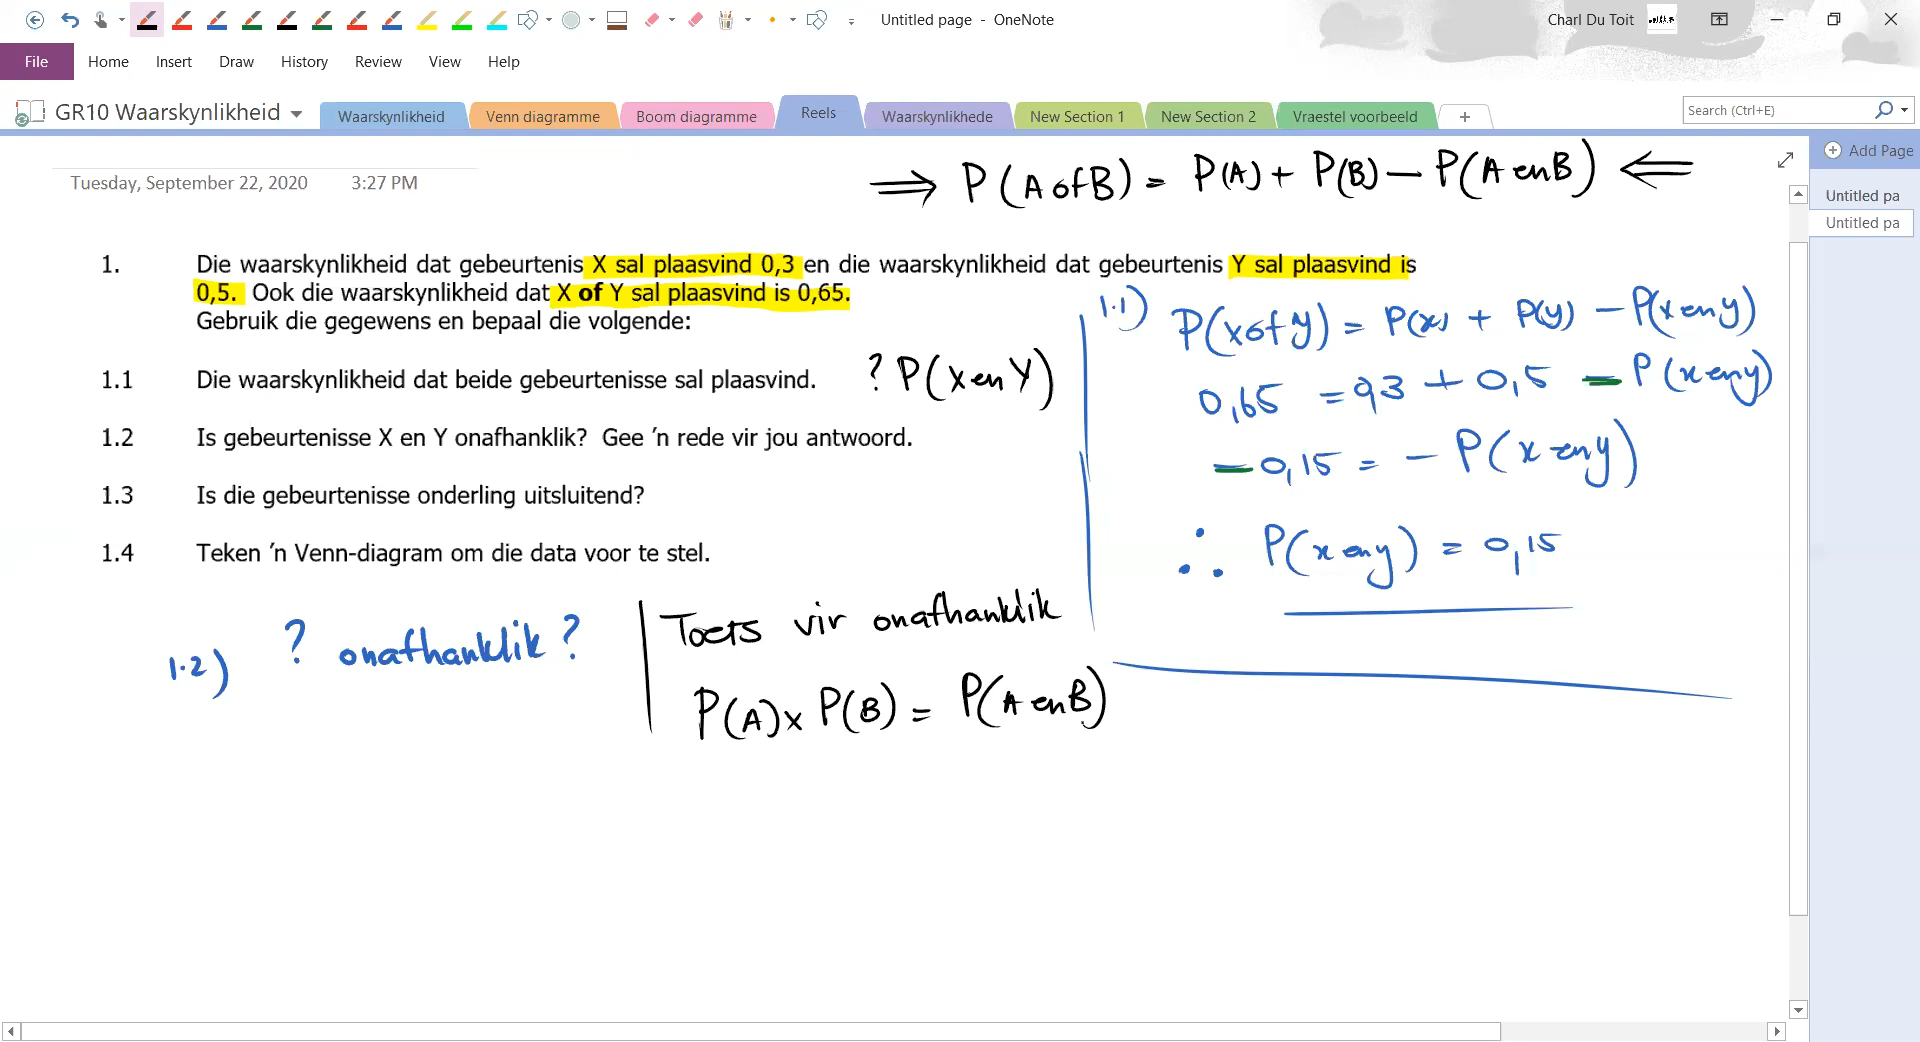 Untitled page - OneNote
Charl Du Toit
File Home Insert Draw History Review View Help
GR10 Waarskynlikheid
Waarskynlikheid
Venn diagramme
Boom diagramme
Reels
Waarskynlikhede
New Section 1
New Section 2
Vraestel voorbeeld
+
Search (Ctrl+E)
Add Page
Untitled pa
Untitled pa
Tuesday, September 22, 2020 3:27 PM
⇒ P(A of B) = P(A) + P(B) - P(A en B) ⇐
1. Die waarskynlikheid dat gebeurtenis X sal plaasvind 0,3 en die waarskynlikheid dat gebeurtenis Y sal plaasvind is
0,5. Ook die waarskynlikheid dat X of Y sal plaasvind is 0,65.
Gebruik die gegewens en bepaal die volgende:
1.1 Die waarskynlikheid dat beide gebeurtenisse sal plaasvind.
? P(X en Y)
1.2 Is gebeurtenisse X en Y onafhanklik? Gee 'n rede vir jou antwoord.
1.3 Is die gebeurtenisse onderling uitsluitend?
1.4 Teken 'n Venn-diagram om die data voor te stel.
1.1) P(x of y) = P(x) + P(y) - P(x en y)
0,65 = 0,3 + 0,5 - P(x en y)
- 0,15 = - P(x en y)
∴ P(x en y) = 0,15
1.2) ? onafhanklik?
Toets vir onafhanklik
P(A) x P(B) = P(A en B)